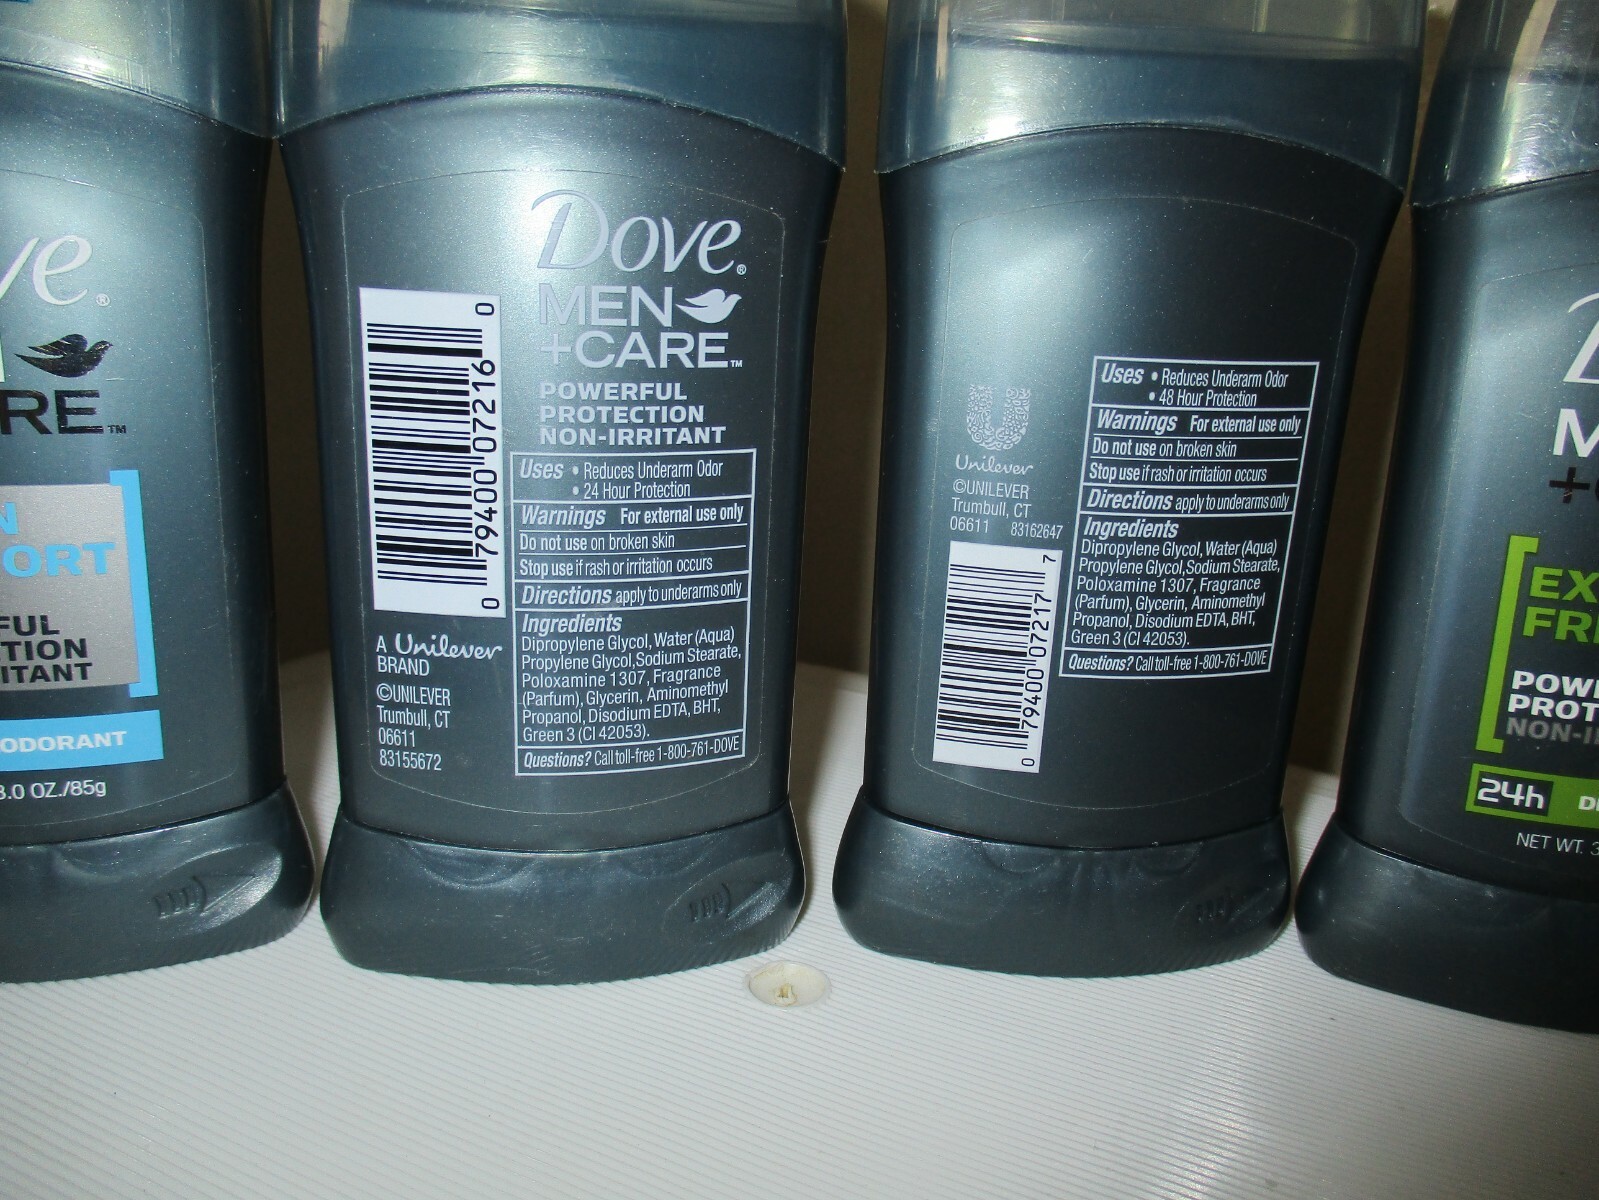 ve®
RE™
N
ORT
FUL
TION
ITANT
ODORANT
3.0 OZ./85g
Dove®
MEN
+CARE™
POWERFUL
PROTECTION
NON-IRRITANT
0 79400 07216 0
Uses • Reduces Underarm Odor
• 24 Hour Protection
Warnings For external use only
Do not use on broken skin
Stop use if rash or irritation occurs
Directions apply to underarms only
Ingredients
Dipropylene Glycol, Water (Aqua)
Propylene Glycol, Sodium Stearate,
Poloxamine 1307, Fragrance
(Parfum), Glycerin, Aminomethyl
Propanol, Disodium EDTA, BHT,
Green 3 (CI 42053).
Questions? Call toll-free 1-800-761-DOVE
A Unilever
BRAND
©UNILEVER
Trumbull, CT
06611
83155672
Unilever
©UNILEVER
Trumbull, CT
06611 83162647
0 79400 07217 7
Uses • Reduces Underarm Odor
• 48 Hour Protection
Warnings For external use only
Do not use on broken skin
Stop use if rash or irritation occurs
Directions apply to underarms only
Ingredients
Dipropylene Glycol, Water (Aqua)
Propylene Glycol, Sodium Stearate,
Poloxamine 1307, Fragrance
(Parfum), Glycerin, Aminomethyl
Propanol, Disodium EDTA, BHT,
Green 3 (CI 42053).
Questions? Call toll-free 1-800-761-DOVE
M
+C
EX
FR
POW
PROT
NON-I
24h D
NET WT. 3